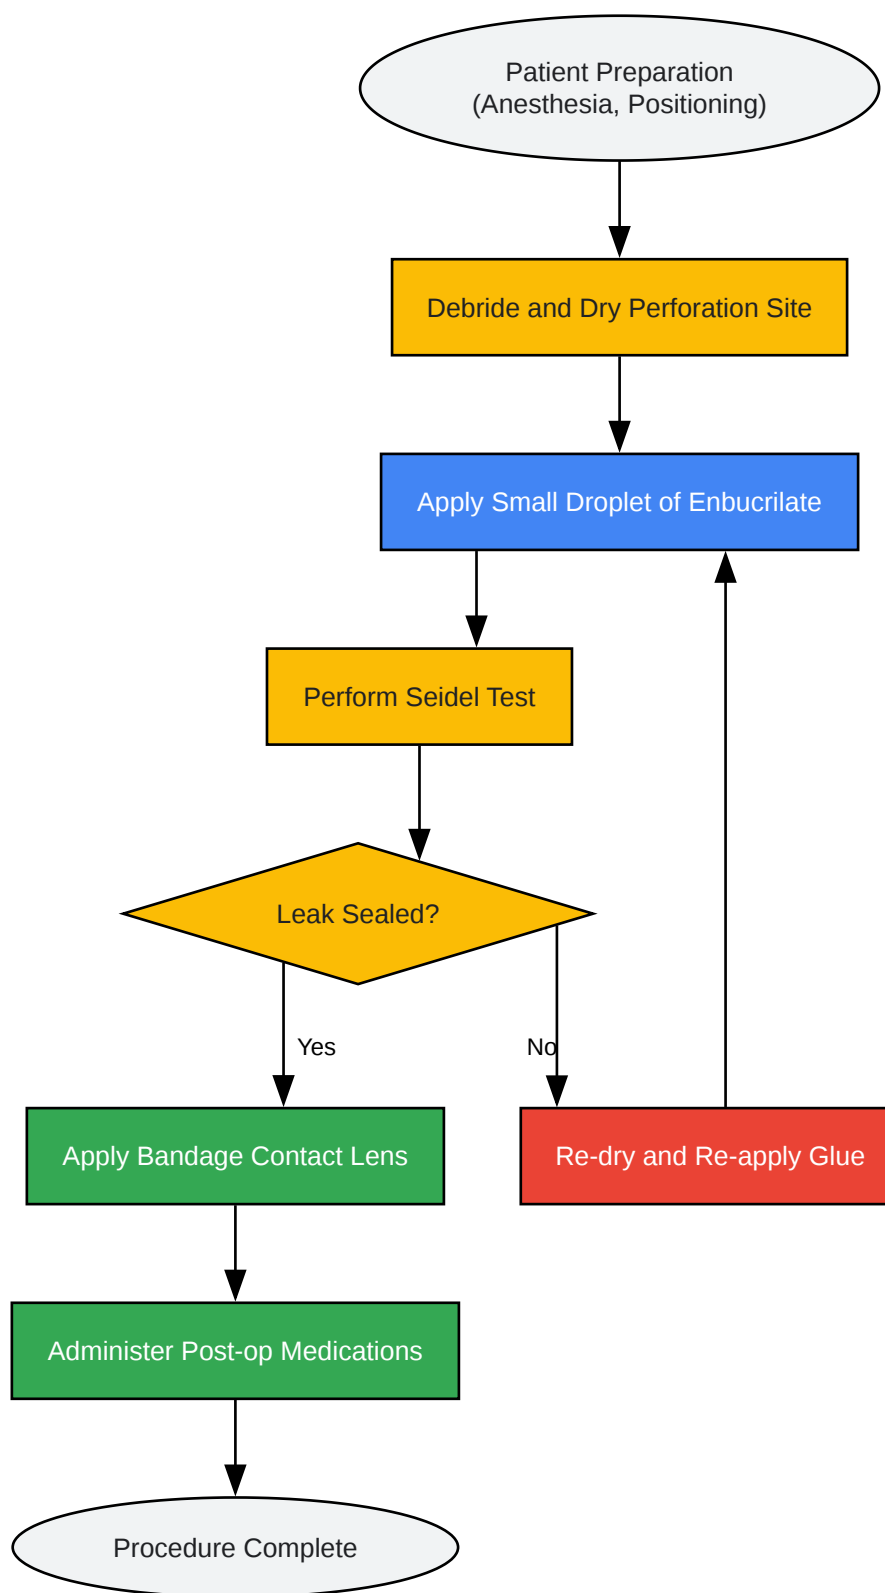 Patient Preparation
(Anesthesia, Positioning)
Debride and Dry Perforation Site
Apply Small Droplet of Enbucrilate
Perform Seidel Test
Leak Sealed?
Yes
No
Apply Bandage Contact Lens
Re-dry and Re-apply Glue
Administer Post-op Medications
Procedure Complete